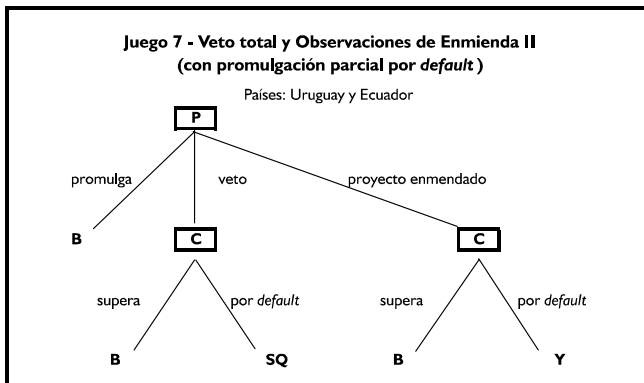 Juego 7 - Veto total y Observaciones de Enmienda II
(con promulgación parcial por default)
Países: Uruguay y Ecuador
P
promulga
veto
proyecto enmendado
B
C
C
supera
por default
supera
por default
B
SQ
B
Y